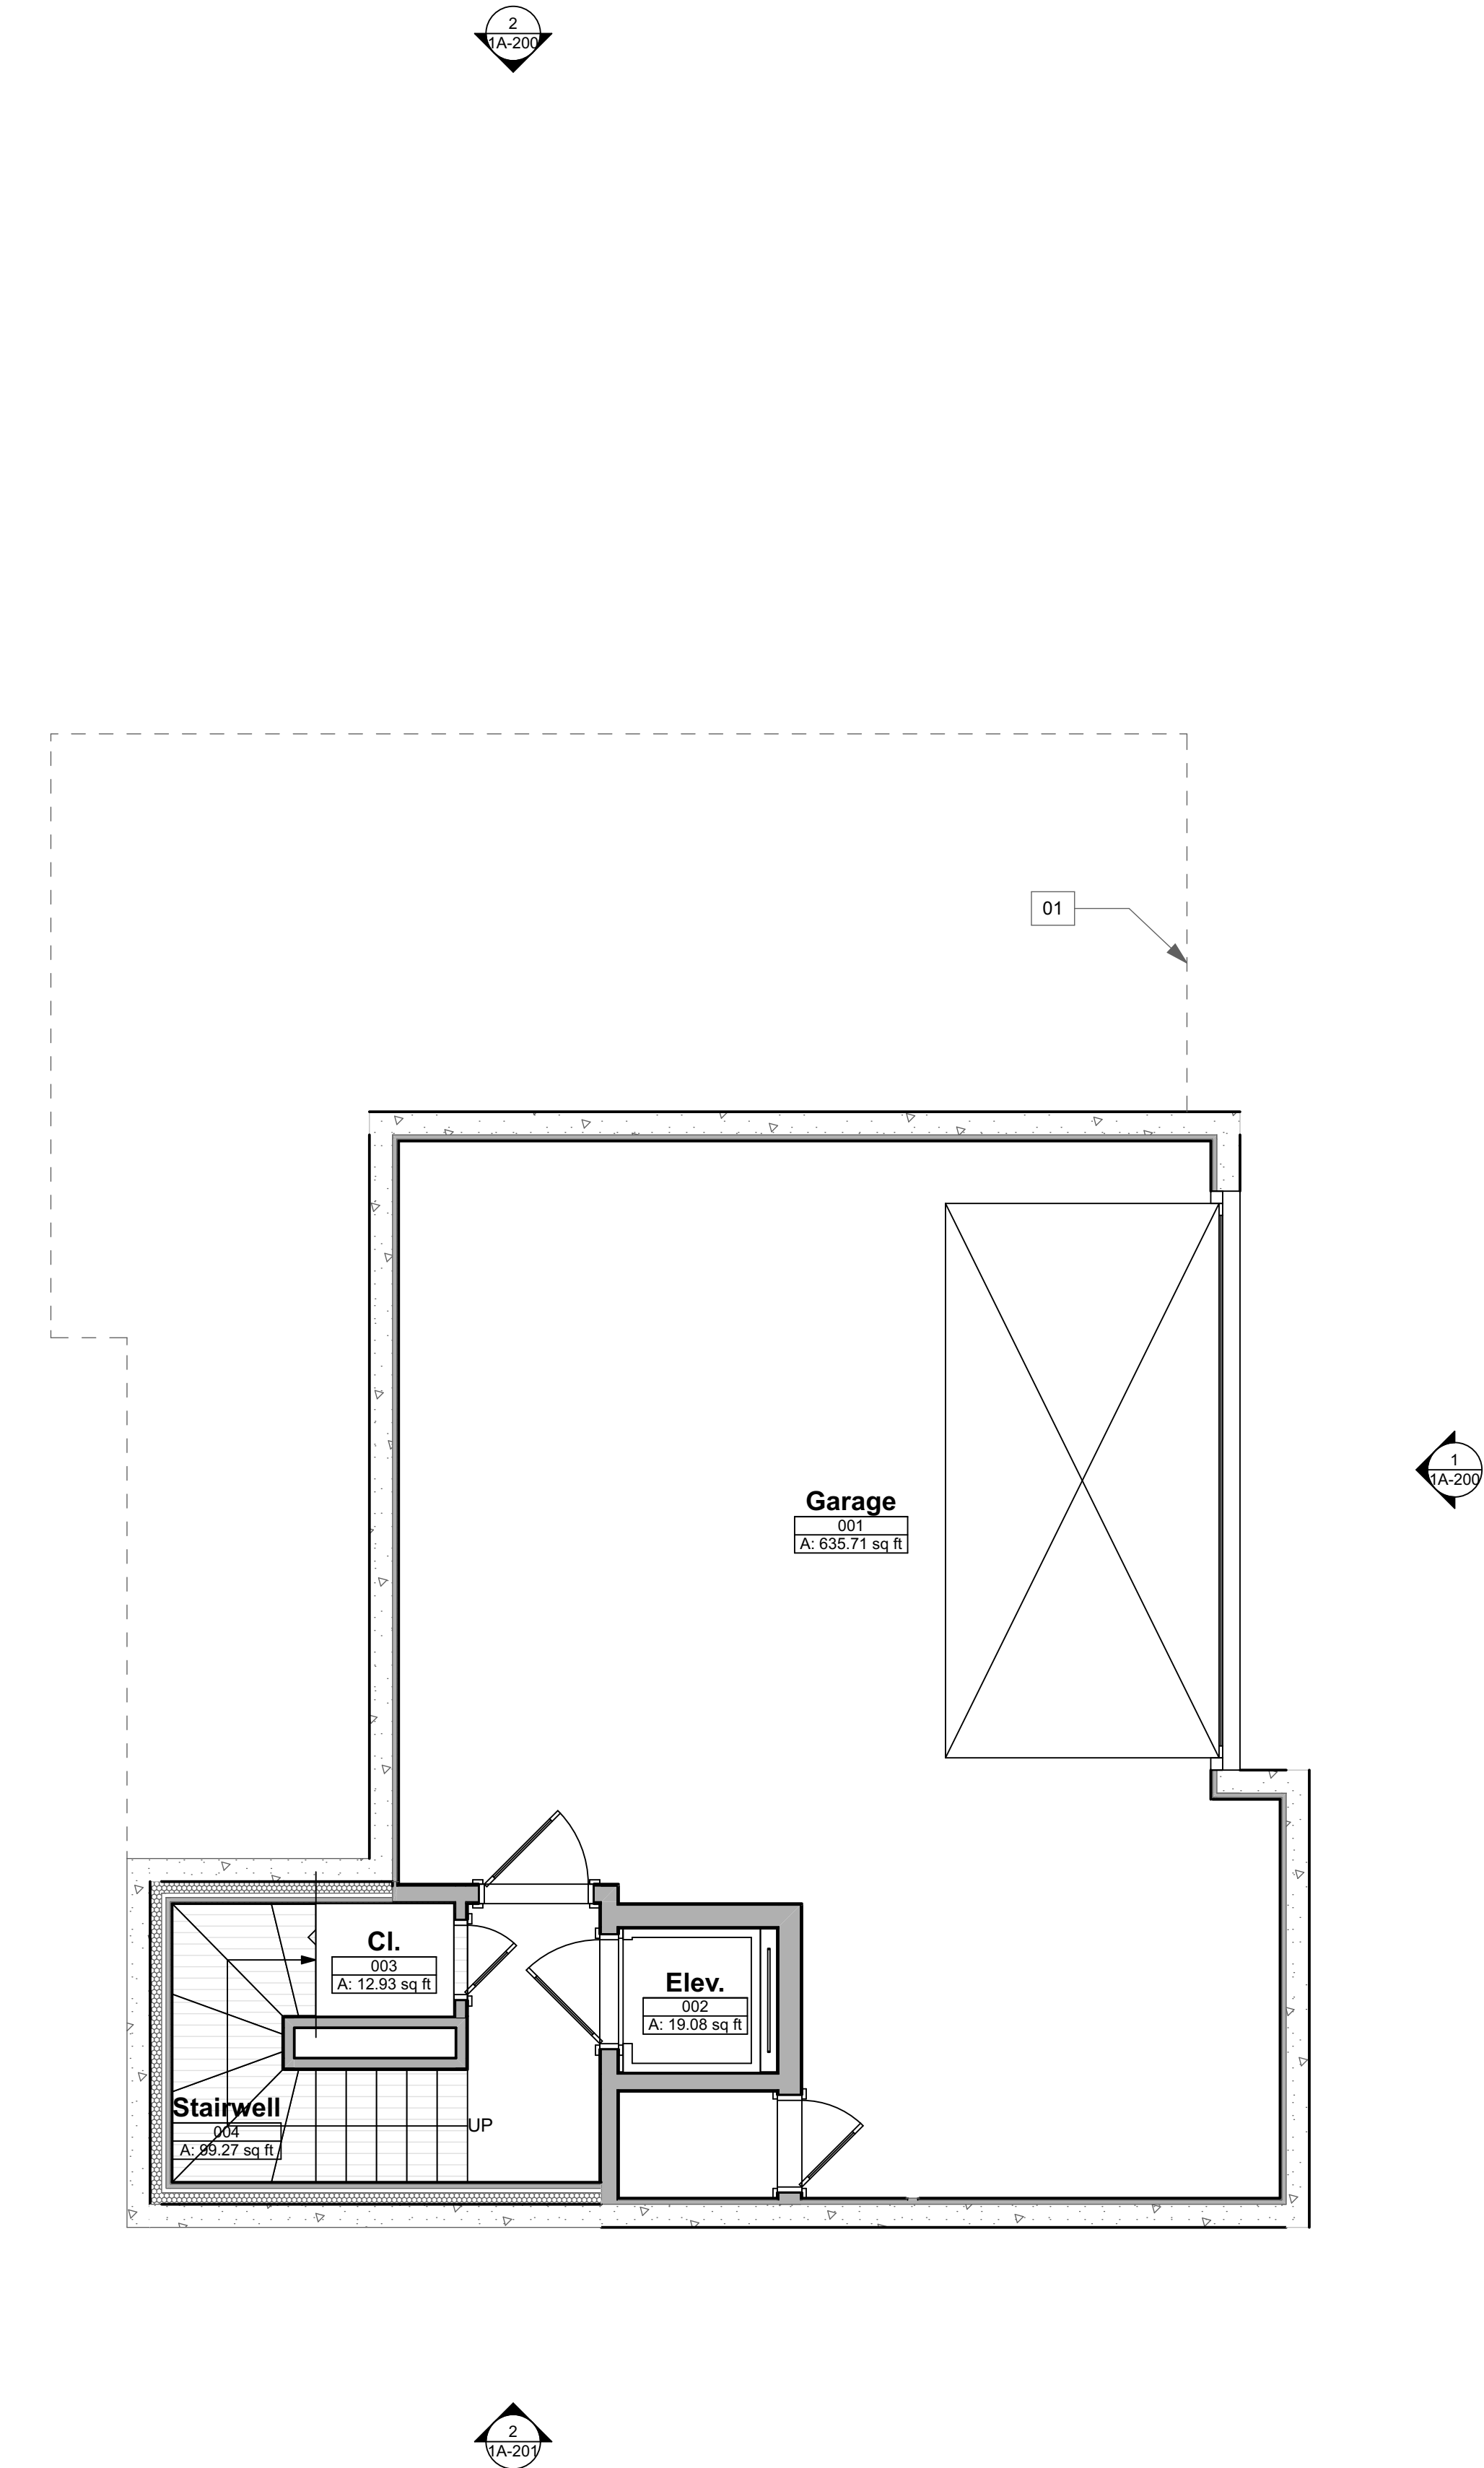 2
1A-200
01
1
1A-200
Garage
001
A: 635.71 sq ft
Cl.
003
A: 12.93 sq ft
Elev.
002
A: 19.08 sq ft
Stairwell
004
A: 99.27 sq ft
UP
2
1A-201